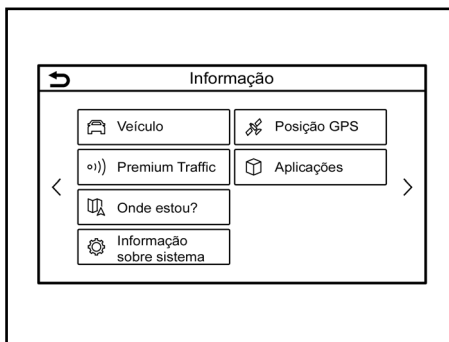 Informação
Veículo
Posição GPS
Premium Traffic
Aplicações
Onde estou?
Informação
sobre sistema